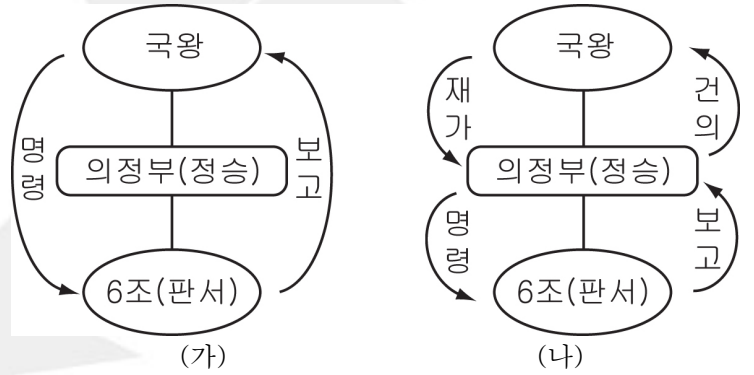 국왕
명령
보고
의정부(정승)
6조(판서)
(가)
국왕
재가
건의
의정부(정승)
명령
보고
6조(판서)
(나)